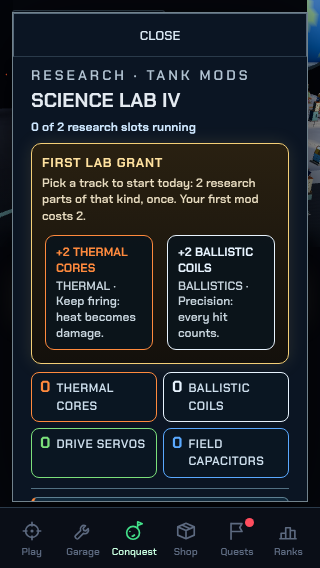 CLOSE
RESEARCH · TANK MODS
SCIENCE LAB IV
0 of 2 research slots running
FIRST LAB GRANT
Pick a track to start today: 2 research
parts of that kind, once. Your first mod
costs 2.
+2 THERMAL
CORES
THERMAL ·
Keep firing:
heat becomes
damage.
+2 BALLISTIC
COILS
BALLISTICS ·
Precision:
every hit
counts.
0 THERMAL
CORES
0 BALLISTIC
COILS
0 DRIVE SERVOS
0 FIELD
CAPACITORS
Play
Garage
Conquest
Shop
Quests
Ranks